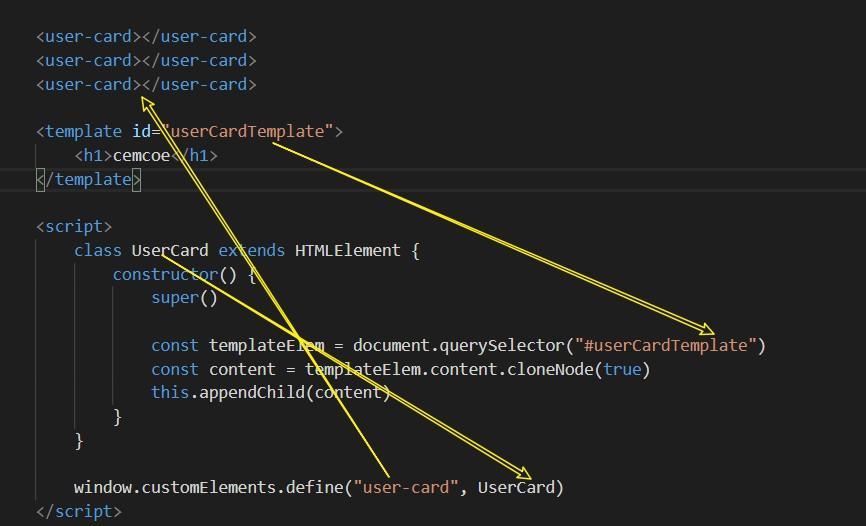 <user-card></user-card>
<user-card></user-card>
<user-card></user-card>
<template id="userCardTemplate">
<h1>cemcoe</h1>
</template>
<script>
class UserCard extends HTMLElement {
constructor() {
super()
const templateElem = document.querySelector("#userCardTemplate")
const content = templateElem.content.cloneNode(true)
this.appendChild(content)
}
}
window.customElements.define("user-card", UserCard)
</script>